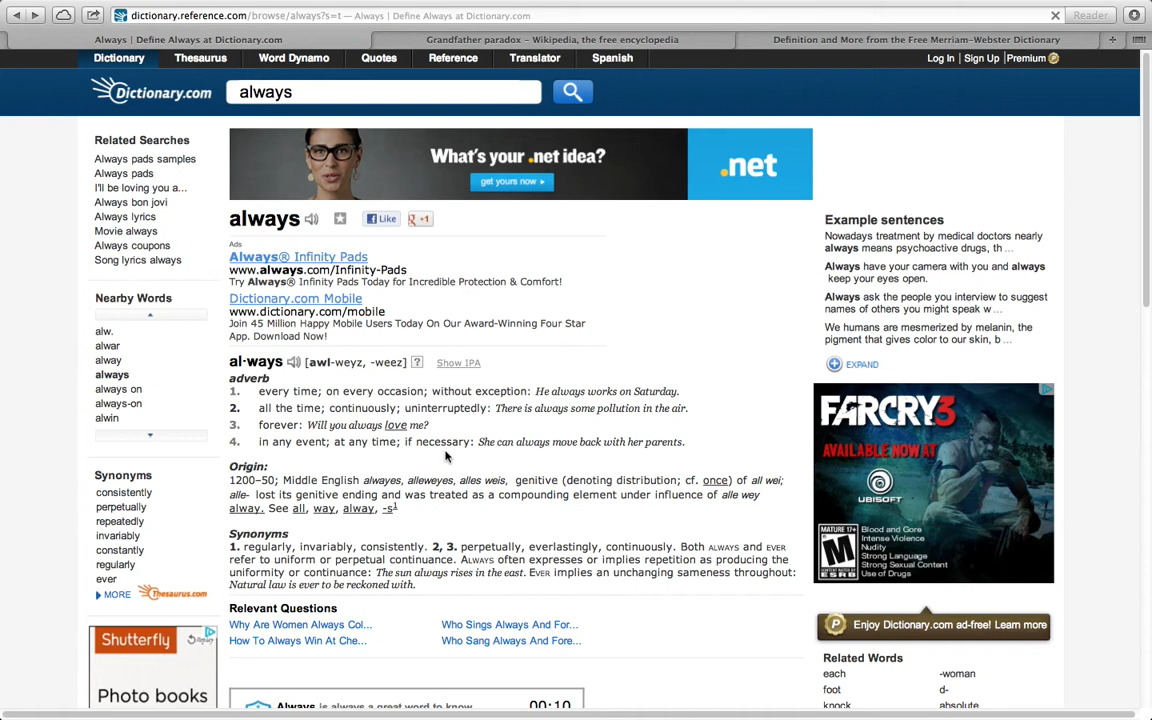 dictionary.reference.com/browse/always?s=t — Always | Define Always at Dictionary.com
Reader
Always | Define Always at Dictionary.com
Grandfather paradox – Wikipedia, the free encyclopedia
Definition and More from the Free Merriam-Webster Dictionary
Dictionary
Thesaurus
Word Dynamo
Quotes
Reference
Translator
Spanish
Log In
Sign Up
Premium
Dictionary.com
always
Related Searches
Always pads samples
Always pads
I'll be loving you a...
Always bon jovi
Always lyrics
Movie always
Always coupons
Song lyrics always
Nearby Words
alw.
alwar
alway
always
always on
always-on
alwin
Synonyms
consistently
perpetually
repeatedly
invariably
constantly
regularly
ever
MORE
Thesaurus.com
Shutterfly
Replay
Photo books
What's your .net idea?
get yours now
.net
always
Like
+1
Ads
Always® Infinity Pads
www.always.com/Infinity-Pads
Try Always® Infinity Pads Today for Incredible Protection & Comfort!
Dictionary.com Mobile
www.dictionary.com/mobile
Join 45 Million Happy Mobile Users Today On Our Award-Winning Four Star
App. Download Now!
al·ways [awl-weyz, -weez] ? Show IPA
adverb
1. every time; on every occasion; without exception: He always works on Saturday.
2. all the time; continuously; uninterruptedly: There is always some pollution in the air.
3. forever: Will you always love me?
4. in any event; at any time; if necessary: She can always move back with her parents.
Origin:
1200–50; Middle English alwayes, alleweyes, alles weis, genitive (denoting distribution; cf. once) of all wei;
alle- lost its genitive ending and was treated as a compounding element under influence of alle wey
alway. See all, way, alway, -s1
Synonyms
1. regularly, invariably, consistently. 2, 3. perpetually, everlastingly, continuously. Both ALWAYS and EVER
refer to uniform or perpetual continuance. ALWAYS often expresses or implies repetition as producing the
uniformity or continuance: The sun always rises in the east. EVER implies an unchanging sameness throughout:
Natural law is ever to be reckoned with.
Relevant Questions
Why Are Women Always Col...
Who Sings Always And For...
How To Always Win At Che...
Who Sang Always And Fore...
Always is always a great word to know.
00:10
Example sentences
Nowadays treatment by medical doctors nearly
always means psychoactive drugs, th ...
Always have your camera with you and always
keep your eyes open.
Always ask the people you interview to suggest
names of others you might speak w ...
We humans are mesmerized by melanin, the
pigment that gives color to our skin, b ...
EXPAND
FARCRY3
AVAILABLE NOW AT
UBISOFT
MATURE 17+
M
ESRB
Blood and Gore
Intense Violence
Nudity
Strong Language
Strong Sexual Content
Use of Drugs
Enjoy Dictionary.com ad-free! Learn more
Related Words
each
-woman
foot
d-
knock
absolute